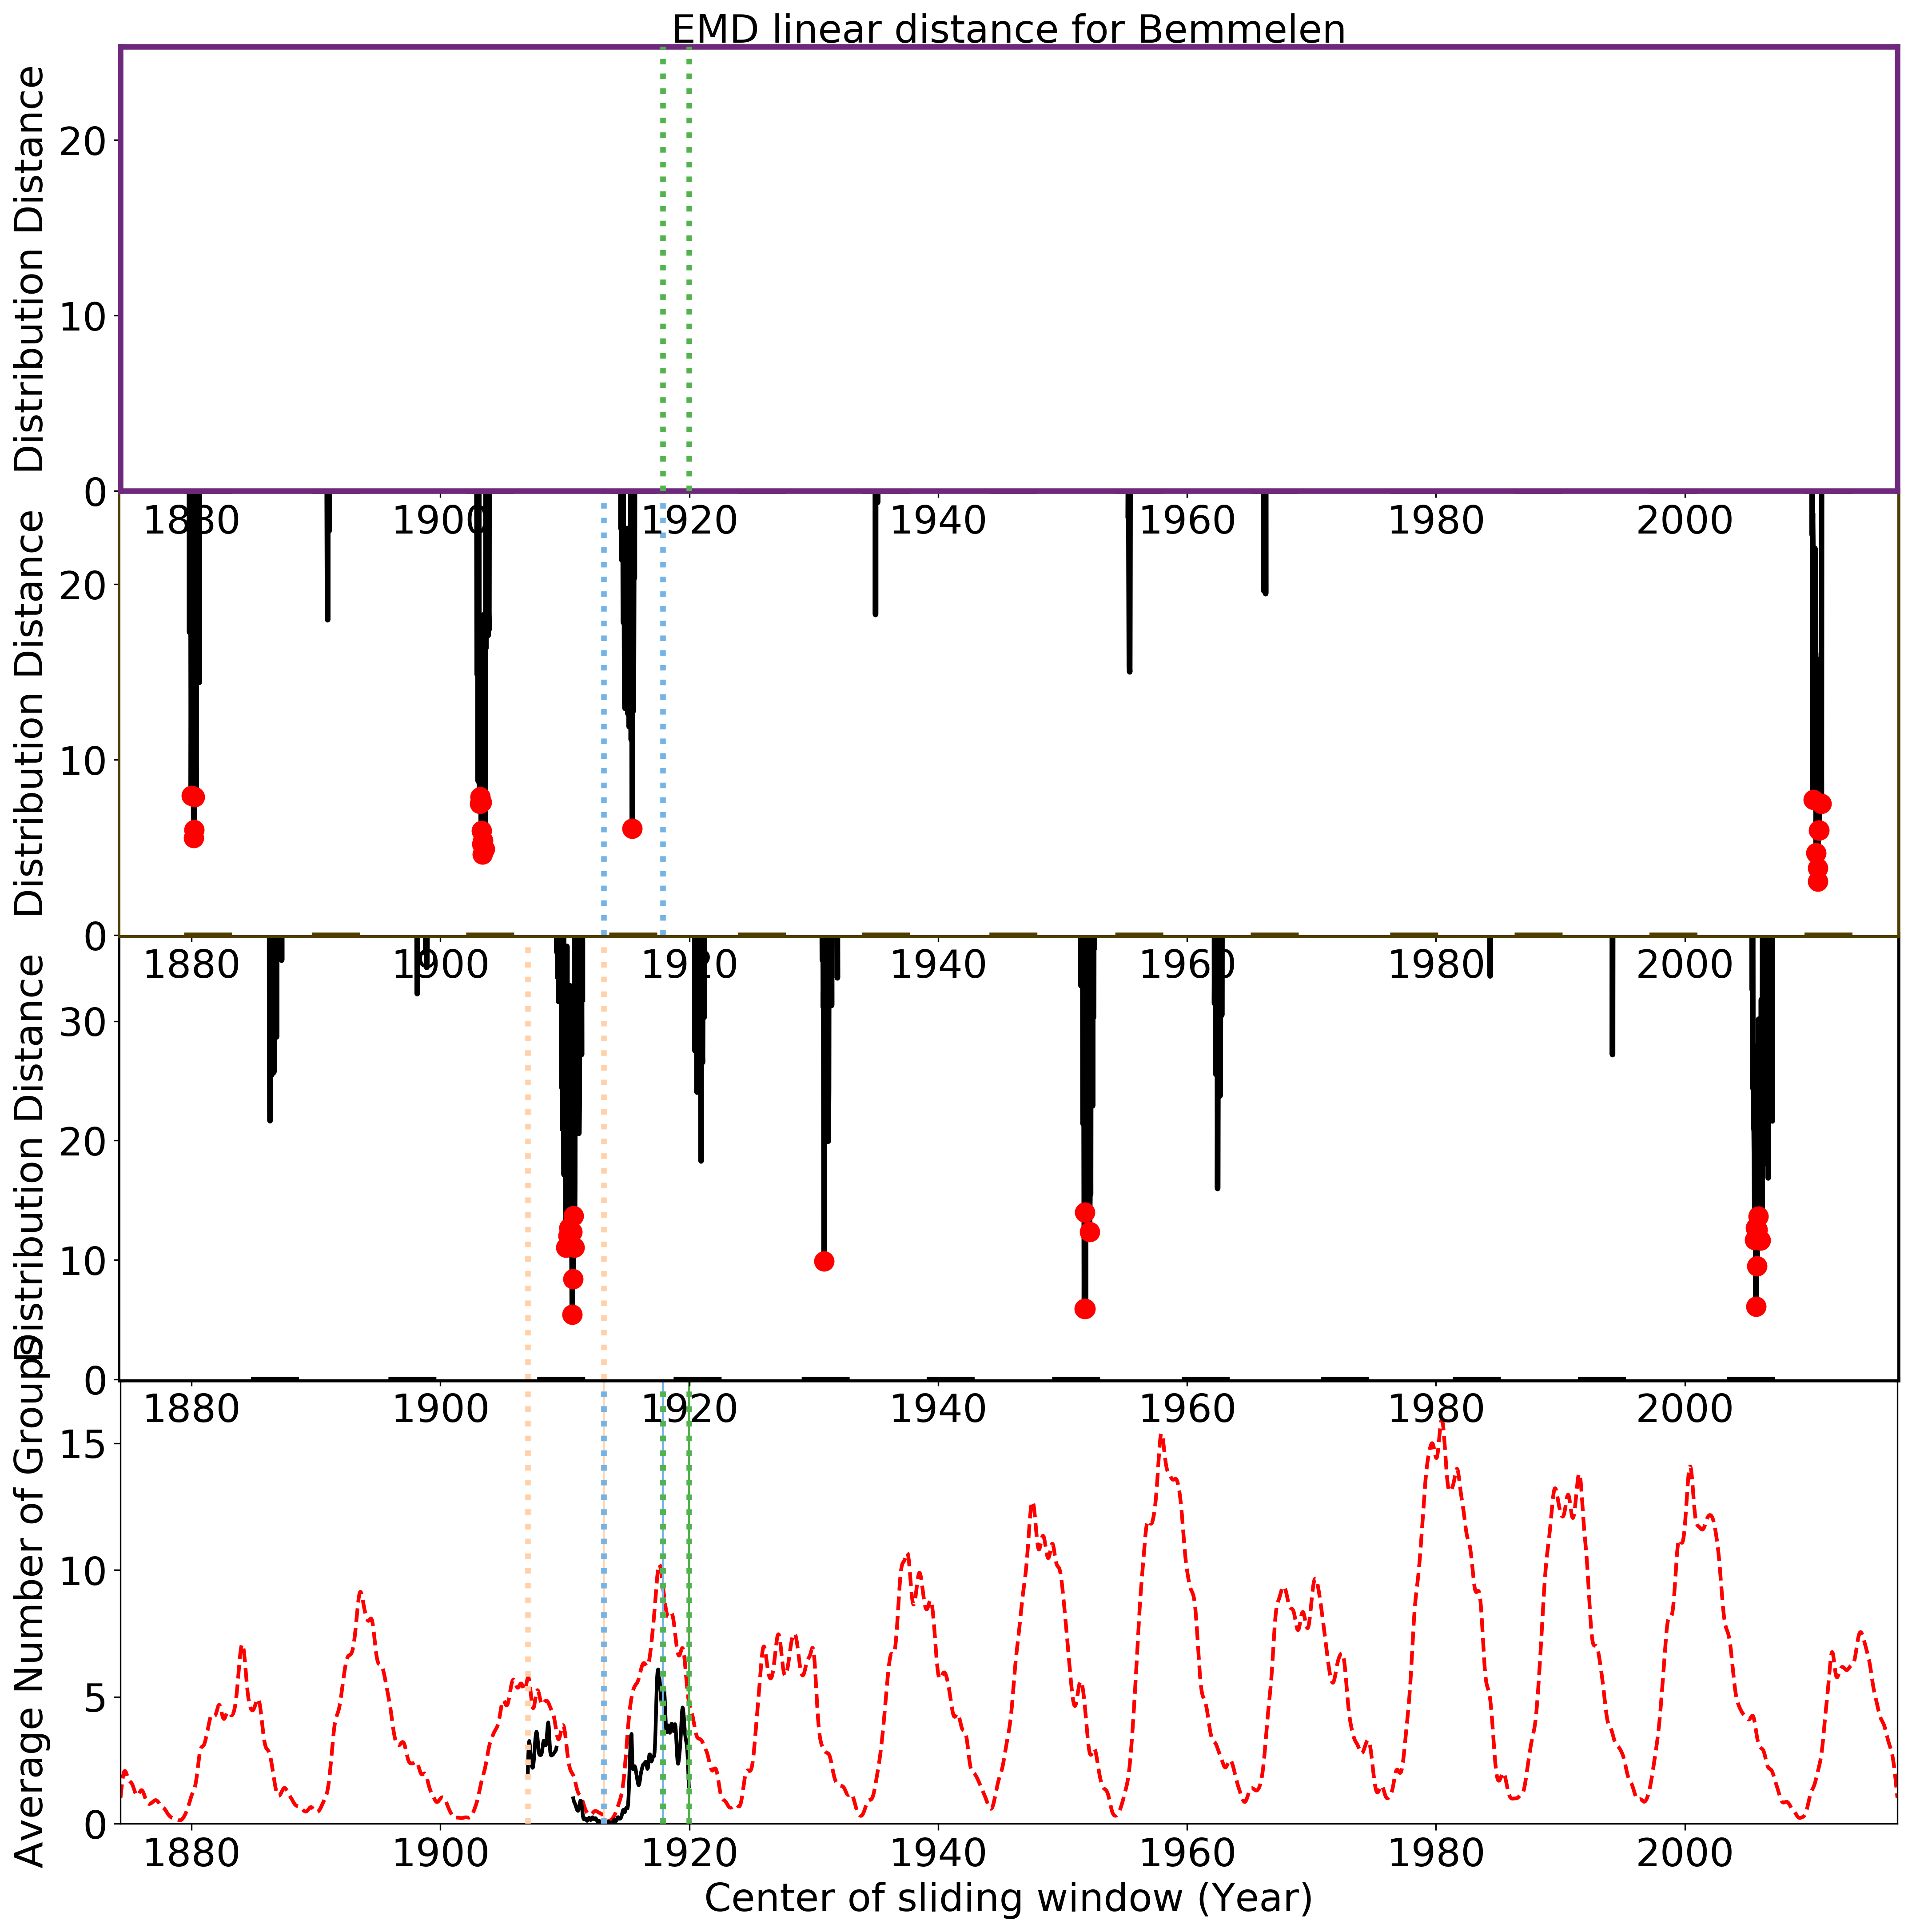 EMD linear distance for Bemmelen
Distribution Distance
20
10
0
1880 1900 1920 1940 1960 1980 2000
Distribution Distance
20
10
0
1880 1900 1920 1940 1960 1980 2000
Distribution Distance
30
20
10
0
1880 1900 1920 1940 1960 1980 2000
Average Number of Groups
15
10
5
0
1880 1900 1920 1940 1960 1980 2000
Center of sliding window (Year)